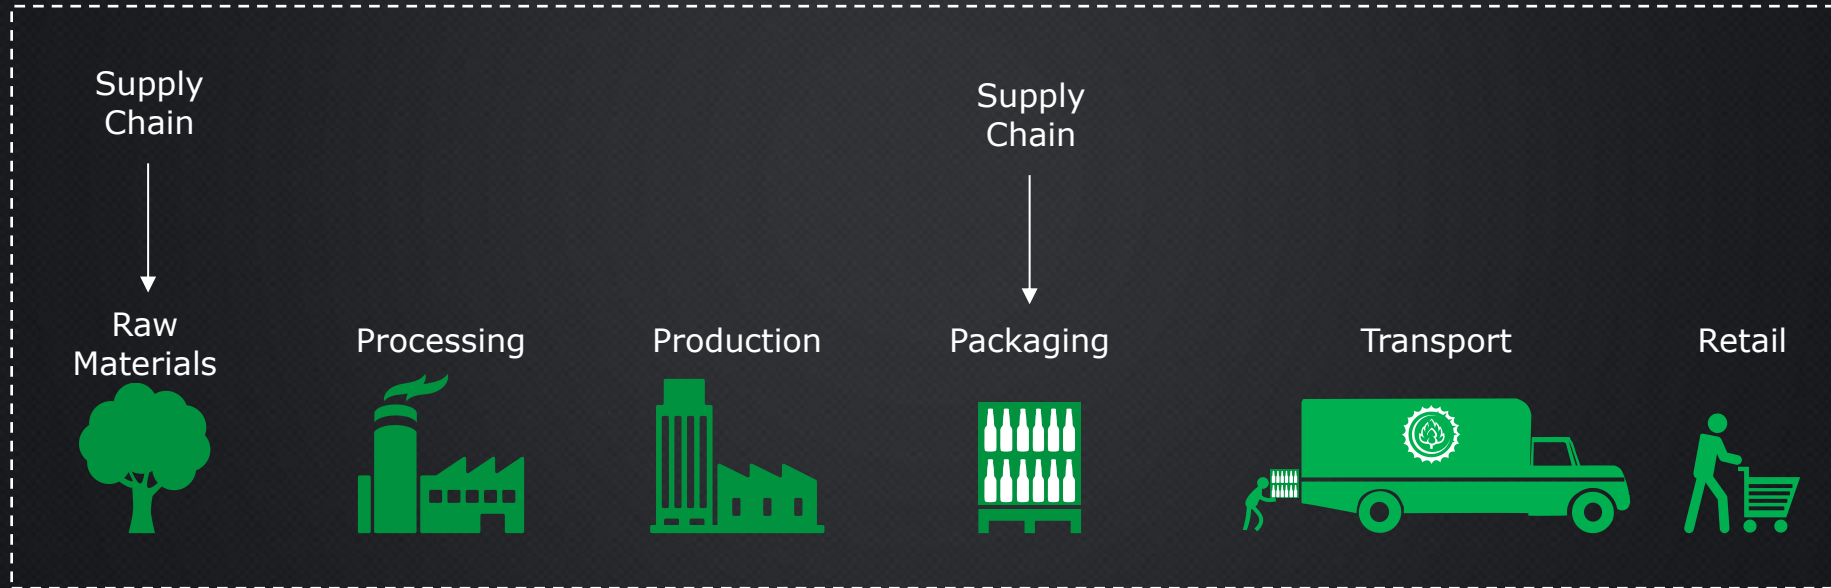 Supply
Chain
Supply
Chain
Raw
Materials
Processing
Production
Packaging
Transport
Retail